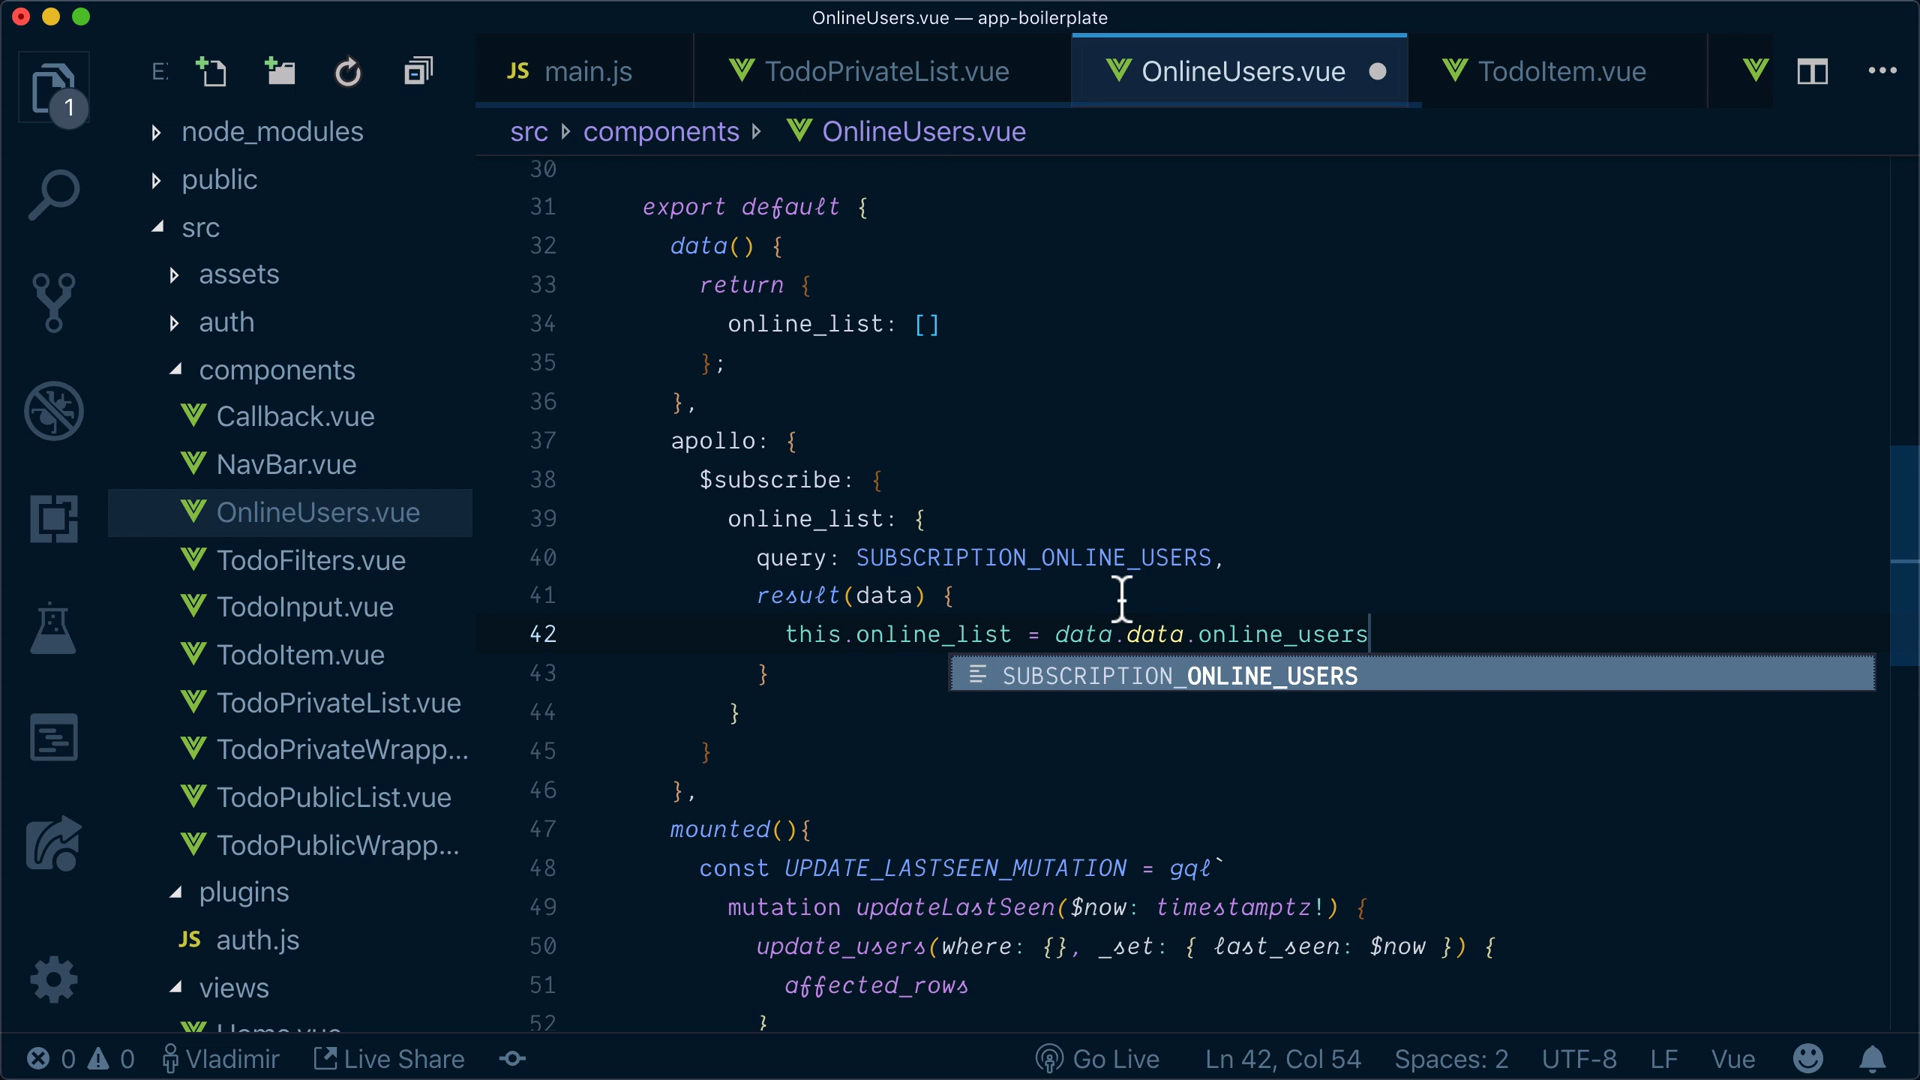 OnlineUsers.vue — app-boilerplate
E:
JS main.js
TodoPrivateList.vue
OnlineUsers.vue
TodoItem.vue
1
src components OnlineUsers.vue
node_modules
public
src
assets
auth
components
Callback.vue
NavBar.vue
OnlineUsers.vue
TodoFilters.vue
TodoInput.vue
TodoItem.vue
TodoPrivateList.vue
TodoPrivateWrapp...
TodoPublicList.vue
TodoPublicWrapp...
plugins
JS auth.js
views
Home.vue
30
31 export default {
32 data() {
33 return {
34 online_list: []
35 };
36 },
37 apollo: {
38 $subscribe: {
39 online_list: {
40 query: SUBSCRIPTION_ONLINE_USERS,
41 result(data) {
42 this.online_list = data.data.online_users
SUBSCRIPTION_ONLINE_USERS
43 }
44 }
45 }
46 },
47 mounted(){
48 const UPDATE_LASTSEEN_MUTATION = gql`
49 mutation updateLastSeen($now: timestamptz!) {
50 update_users(where: {}, _set: { last_seen: $now }) {
51 affected_rows
52 }
0 0 Vladimir Live Share Go Live Ln 42, Col 54 Spaces: 2 UTF-8 LF Vue